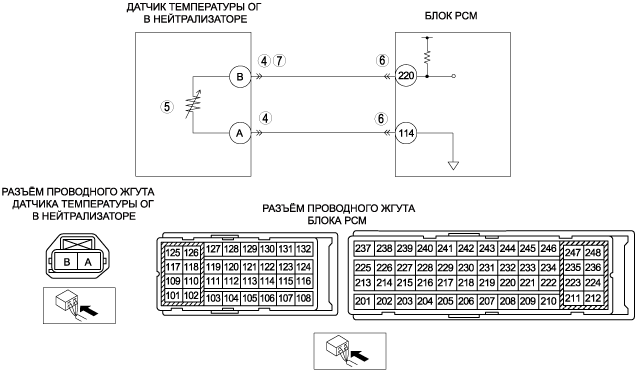 ДАТЧИК ТЕМПЕРАТУРЫ ОГ
В НЕЙТРАЛИЗАТОРЕ
БЛОК PCM
4 7 6
B 220
5
4 6
A 114
РАЗЪЁМ ПРОВОДНОГО ЖГУТА
ДАТЧИКА ТЕМПЕРАТУРЫ ОГ
В НЕЙТРАЛИЗАТОРЕ
B A
РАЗЪЁМ ПРОВОДНОГО ЖГУТА
БЛОКА PCM
125 126 127 128 129 130 131 132
117 118 119 120 121 122 123 124
109 110 111 112 113 114 115 116
101 102 103 104 105 106 107 108
237 238 239 240 241 242 243 244 245 246 247 248
225 226 227 228 229 230 231 232 233 234 235 236
213 214 215 216 217 218 219 220 221 222 223 224
201 202 203 204 205 206 207 208 209 210 211 212